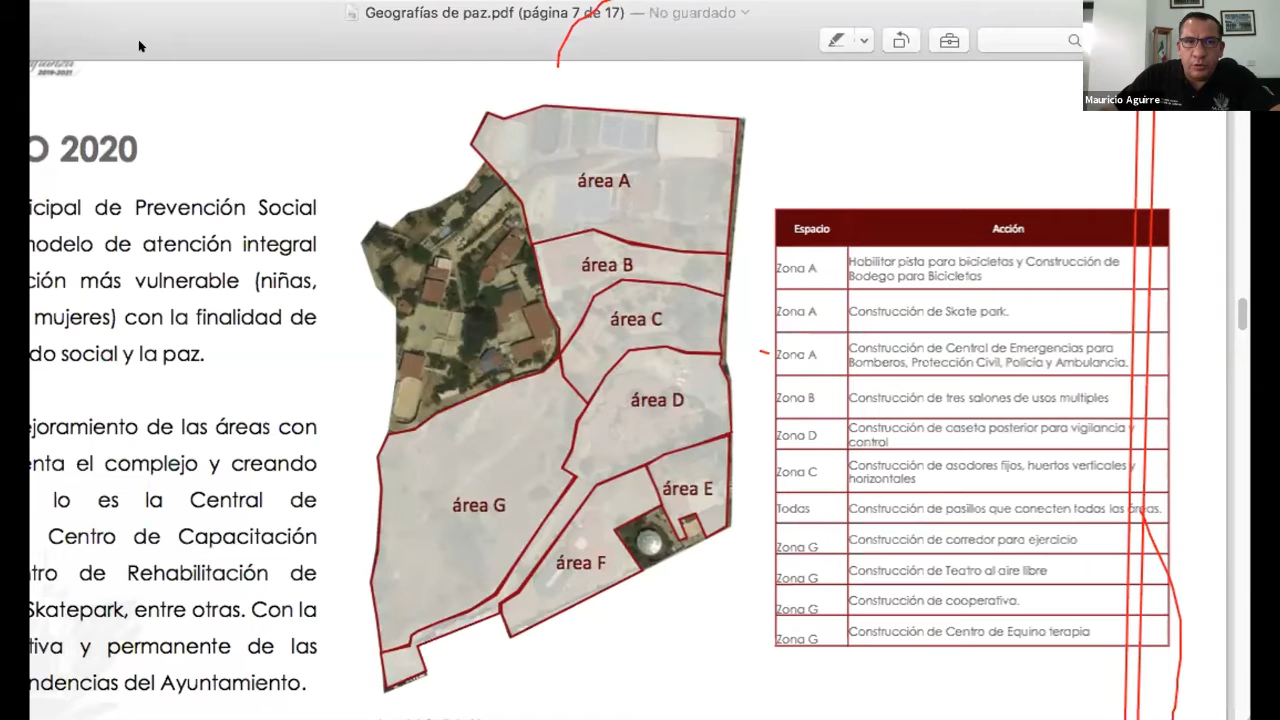 Geografías de paz.pdf (página 7 de 17) — No guardado
Mauricio Aguirre
2019-2021
O 2020
icipal de Prevención Social
modelo de atención integral
ción más vulnerable (niñas,
mujeres) con la finalidad de
do social y la paz.
ejoramiento de las áreas con
enta el complejo y creando
lo es la Central de
Centro de Capacitación
ntro de Rehabilitación de
Skatepark, entre otras. Con la
tiva y permanente de las
ndencias del Ayuntamiento.
área A
área B
área C
área D
área E
área F
área G
Espacio Acción
Zona A Habilitar pista para bicicletas y Construcción de
Bodega para Bicicletas
Zona A Construcción de Skate park.
Zona A Construcción de Central de Emergencias para
Bomberos, Protección Civil, Policía y Ambulancia.
Zona B Construcción de tres salones de usos multiples
Zona D Construcción de caseta posterior para vigilancia y
control
Zona C Construcción de asadores fijos, huertos verticales y
horizontales
Todas Construcción de pasillos que conecten todas las áreas.
Zona G Construcción de corredor para ejercicio
Zona G Construcción de Teatro al aire libre
Zona G Construcción de cooperativa.
Zona G Construcción de Centro de Equino terapia